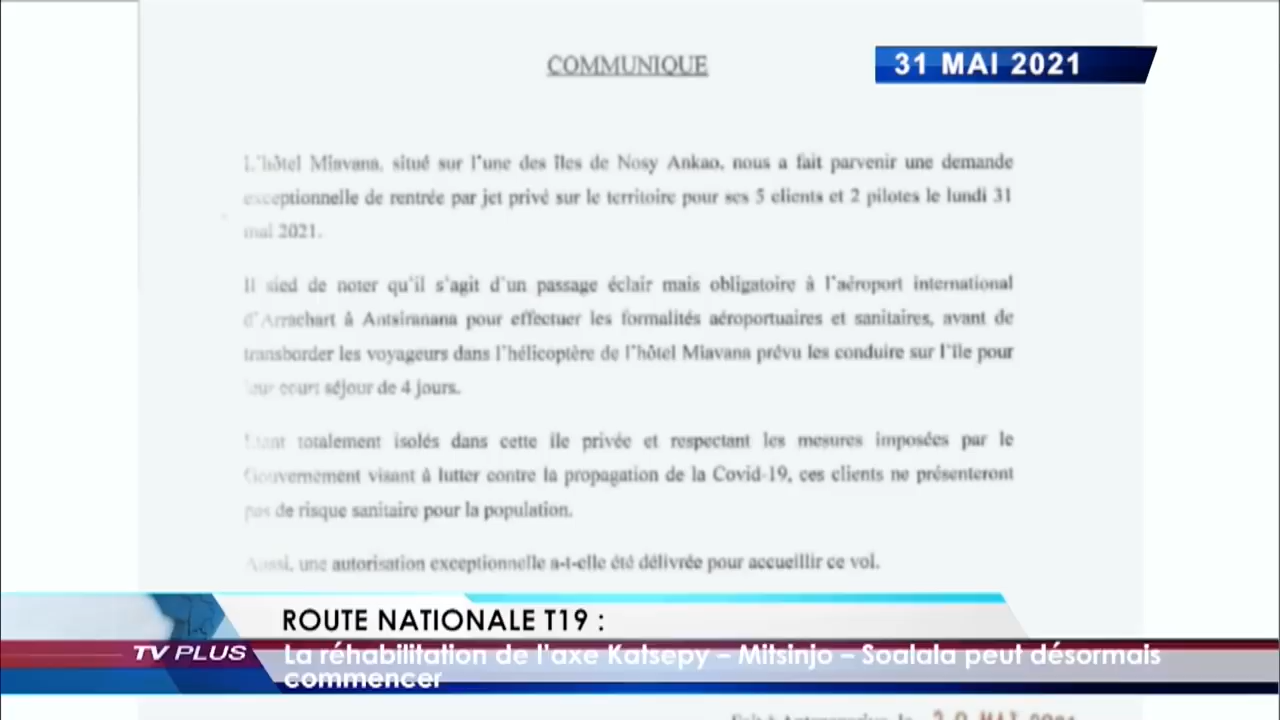 COMMUNIQUE
31 MAI 2021
L'hôtel Miavana, situé sur l'une des îles de Nosy Ankao, nous a fait parvenir une demande
exceptionnelle de rentrée par jet privé sur le territoire pour ses 5 clients et 2 pilotes le lundi 31
mai 2021.
Il sied de noter qu'il s'agit d'un passage éclair mais obligatoire à l'aéroport international
d'Arrachart à Antsiranana pour effectuer les formalités aéroportuaires et sanitaires, avant de
transborder les voyageurs dans l'hélicoptère de l'hôtel Miavana prévu les conduire sur l'île pour
leur court séjour de 4 jours.
Etant totalement isolés dans cette île privée et respectant les mesures imposées par le
Gouvernement visant à lutter contre la propagation de la Covid-19, ces clients ne présenteront
pas de risque sanitaire pour la population.
Aussi, une autorisation exceptionnelle a-t-elle été délivrée pour accueillir ce vol.
ROUTE NATIONALE T19 :
TV PLUS
La réhabilitation de l'axe Katsepy – Mitsinjo – Soalala peut désormais
commencer